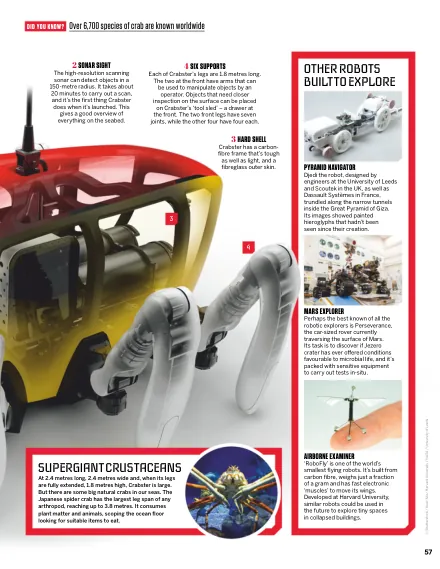 DID YOU KNOW? Over 6,700 species of crab are known worldwide
2 SONAR SIGHT
The high-resolution scanning
sonar can detect objects in a
150-metre radius. It takes about
20 minutes to carry out a scan,
and it's the first thing Crabster
does when it's launched. This
gives a good overview of
everything on the seabed.
4 SIX SUPPORTS
Each of Crabster's legs are 1.8 metres long.
The two at the front have arms that can
be used to manipulate objects by an
operator. Objects that need closer
inspection on the surface can be placed
on Crabster's 'tool sled' – a drawer at
the front. The two front legs have seven
joints, while the other four have four each.
3 HARD SHELL
Crabster has a carbon-
fibre frame that's tough
as well as light, and a
fibreglass outer skin.
3
4
OTHER ROBOTS
BUILT TO EXPLORE
PYRAMID NAVIGATOR
Djedi the robot, designed by
engineers at the University of Leeds
and Scoutek in the UK, as well as
Dassault Systèmes in France,
trundled along the narrow tunnels
inside the Great Pyramid of Giza.
Its images showed painted
hieroglyphs that hadn't been
seen since their creation.
MARS EXPLORER
Perhaps the best known of all the
robotic explorers is Perseverance,
the car-sized rover currently
traversing the surface of Mars.
Its task is to discover if Jezero
crater has ever offered conditions
favourable to microbial life, and it's
packed with sensitive equipment
to carry out tests in-situ.
AIRBORNE EXAMINER
'RoboFly' is one of the world's
smallest flying robots. It's built from
carbon fibre, weighs just a fraction
of a gram and has fast electronic
'muscles' to move its wings.
Developed at Harvard University,
similar robots could be used in
the future to explore tiny spaces
in collapsed buildings.
SUPERGIANT CRUSTACEANS
At 2.4 metres long, 2.4 metres wide and, when its legs
are fully extended, 1.8 metres high, Crabster is large.
But there are some big natural crabs in our seas. The
Japanese spider crab has the largest leg span of any
arthropod, reaching up to 3.8 metres. It consumes
plant matter and animals, scooping the ocean floor
looking for suitable items to eat.
57